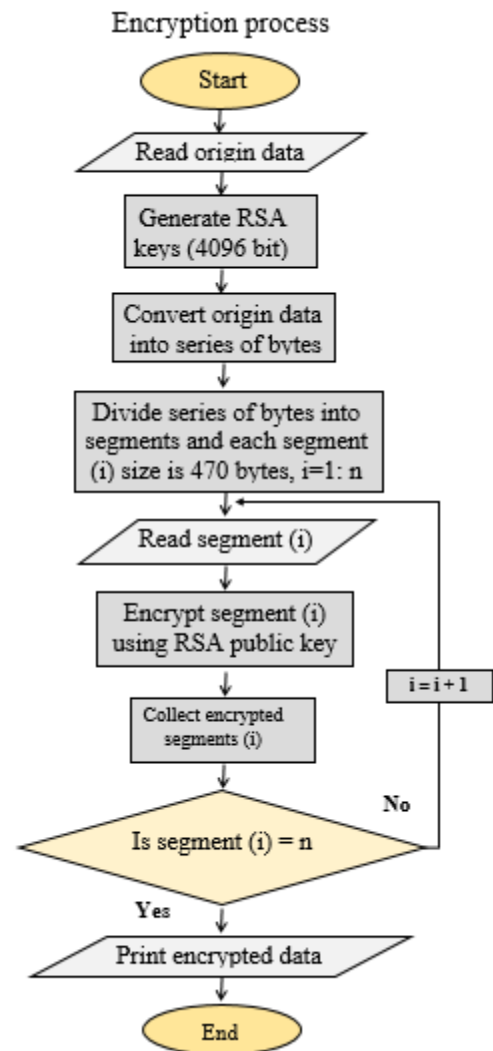 Encryption process
Start
Read origin data
Generate RSA
keys (4096 bit)
Convert origin data
into series of bytes
Divide series of bytes into
segments and each segment
(i) size is 470 bytes, i=1: n
Read segment (i)
Encrypt segment (i)
using RSA public key
i = i + 1
Collect encrypted
segments (i)
No
Is segment (i) = n
Yes
Print encrypted data
End